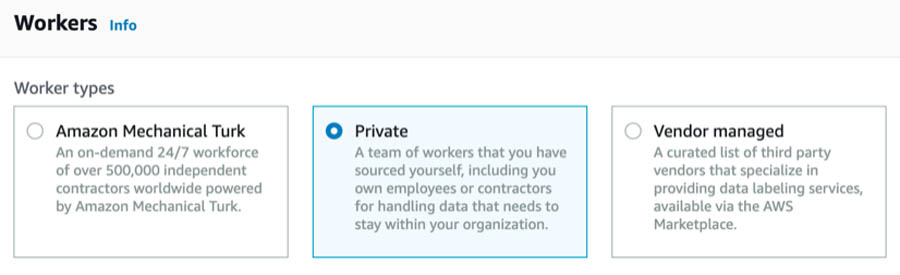 Workers Info
Worker types
Amazon Mechanical Turk
An on-demand 24/7 workforce
of over 500,000 independent
contractors worldwide powered
by Amazon Mechanical Turk.
Private
A team of workers that you have
sourced yourself, including you
own employees or contractors
for handling data that needs to
stay within your organization.
Vendor managed
A curated list of third party
vendors that specialize in
providing data labeling services,
available via the AWS
Marketplace.